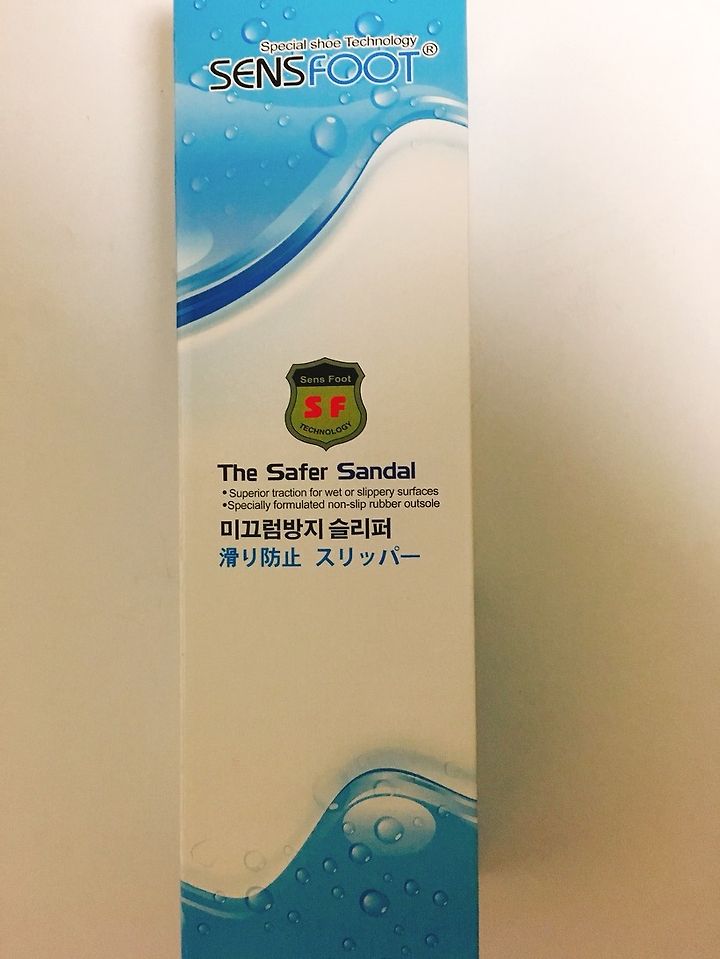 Special shoe Technology
SENSFOOT®
Sens Foot
SF
TECHNOLOGY
The Safer Sandal
• Superior traction for wet or slippery surfaces
•Specially formulated non-slip rubber outsole
미끄럼방지 슬리퍼
滑り防止 スリッパー